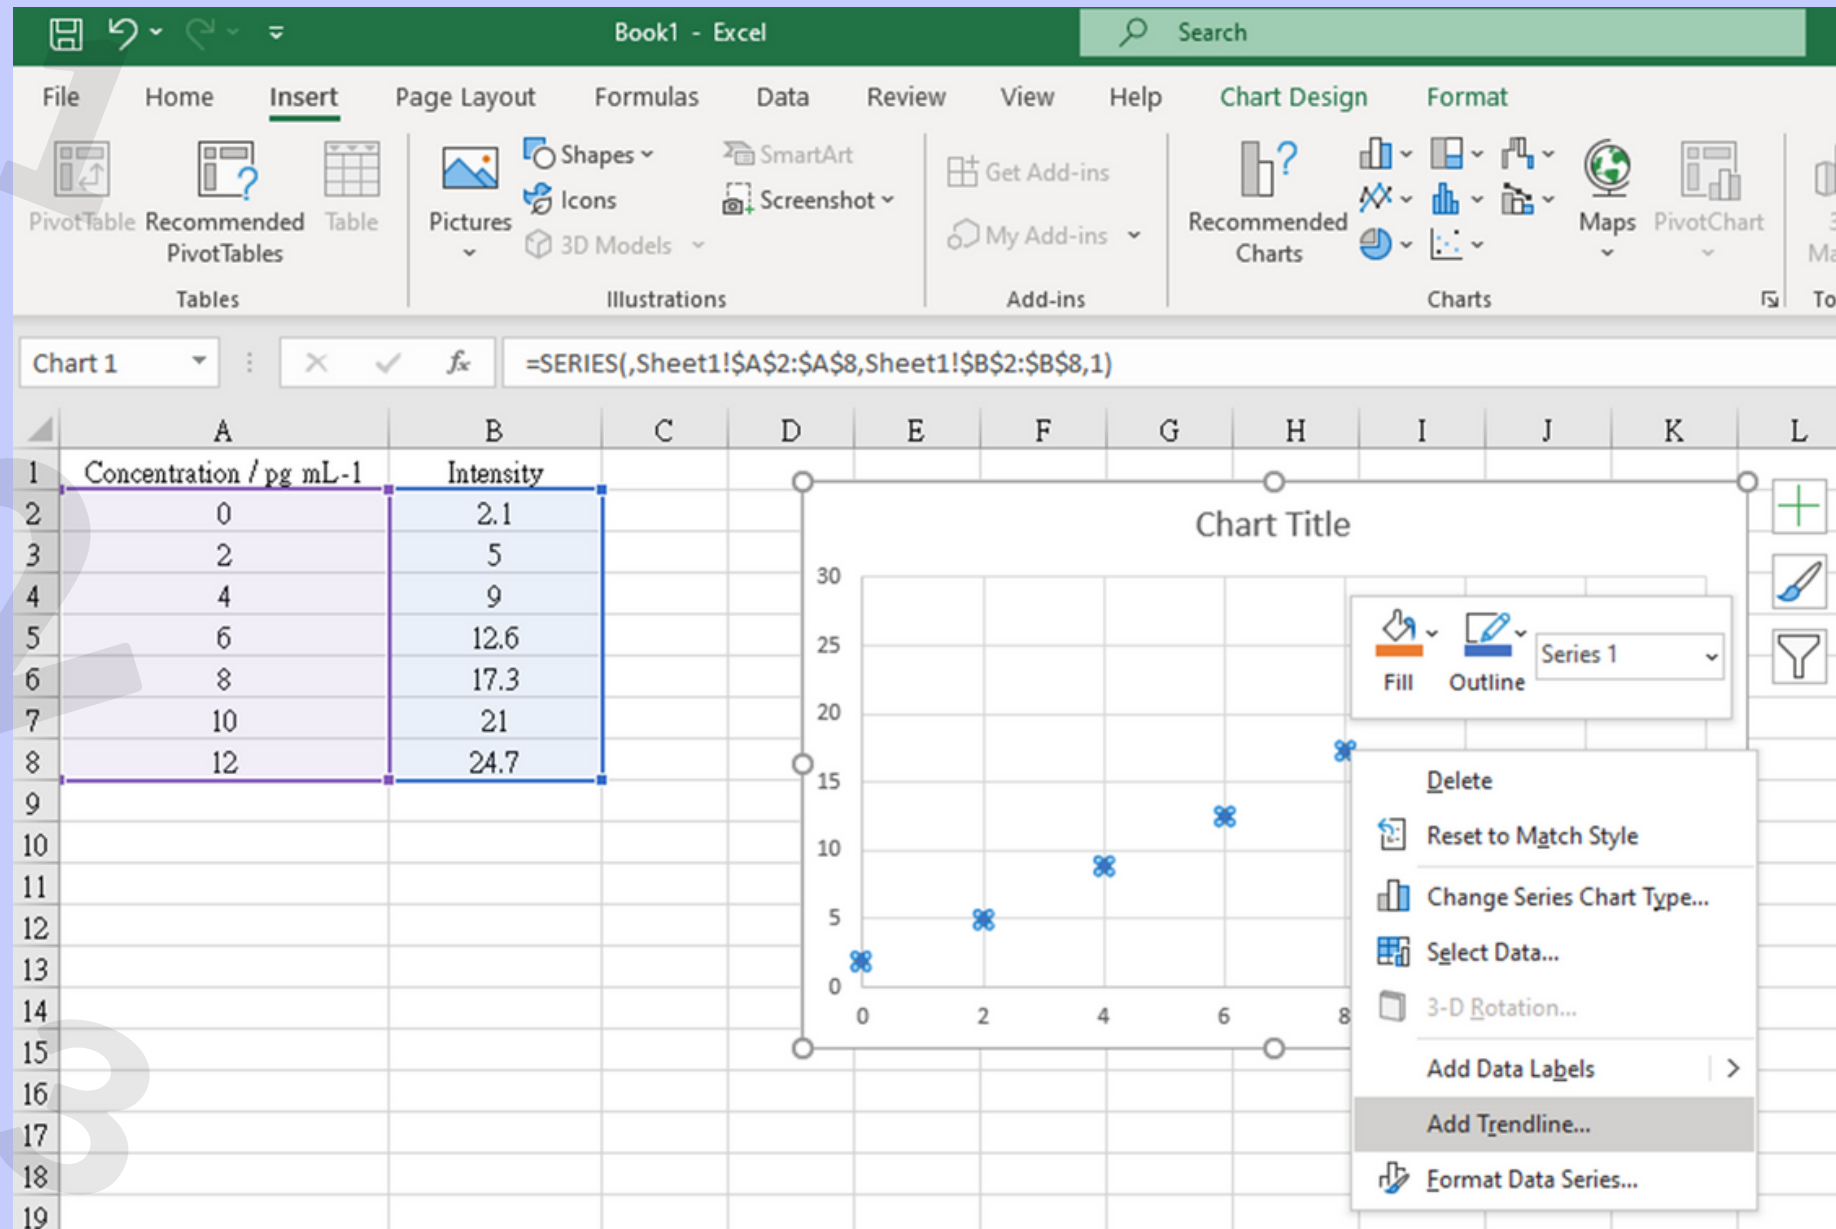 Book1 - Excel
Search
File Home Insert Page Layout Formulas Data Review View Help Chart Design Format
PivotTable
Recommended
PivotTables
Table
Tables
Pictures
Shapes
Icons
3D Models
SmartArt
Screenshot
Illustrations
Get Add-ins
My Add-ins
Add-ins
Recommended
Charts
Maps
PivotChart
Charts
3
Ma
To
Chart 1
fx
=SERIES(,Sheet1!$A$2:$A$8,Sheet1!$B$2:$B$8,1)
A B C D E F G H I J K L
1 Concentration / pg mL-1 Intensity
2 0 2.1
3 2 5
4 4 9
5 6 12.6
6 8 17.3
7 10 21
8 12 24.7
9
10
11
12
13
14
15
16
17
18
19
Chart Title
30
25
20
15
10
5
0
0 2 4 6 8
Fill
Outline
Series 1
Delete
Reset to Match Style
Change Series Chart Type...
Select Data...
3-D Rotation...
Add Data Labels
Add Trendline...
Format Data Series...
1
2
3